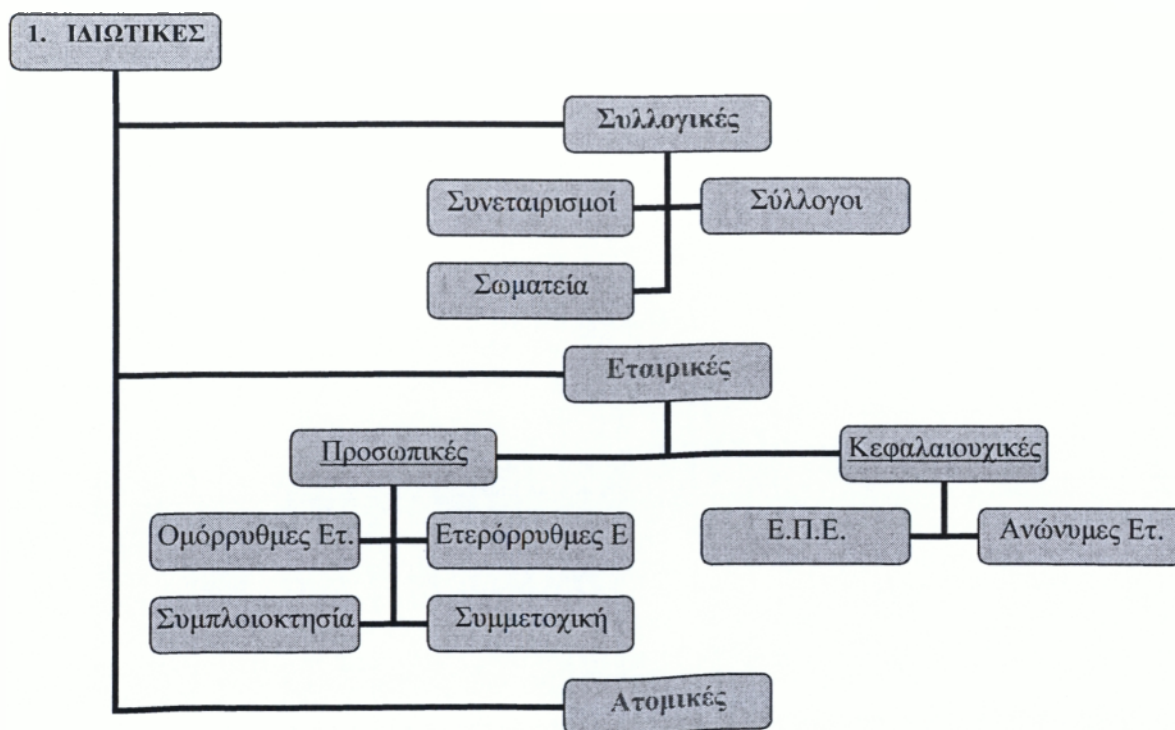 1. ΙΔΙΩΤΙΚΕΣ
Συλλογικές
Συνεταιρισμοί
Σύλλογοι
Σωματεία
Εταιρικές
Προσωπικές
Κεφαλαιουχικές
Ομόρρυθμες Ετ.
Ετερόρρυθμες Ε
Ε.Π.Ε.
Ανώνυμες Ετ.
Συμπλοιοκτησία
Συμμετοχική
Ατομικές